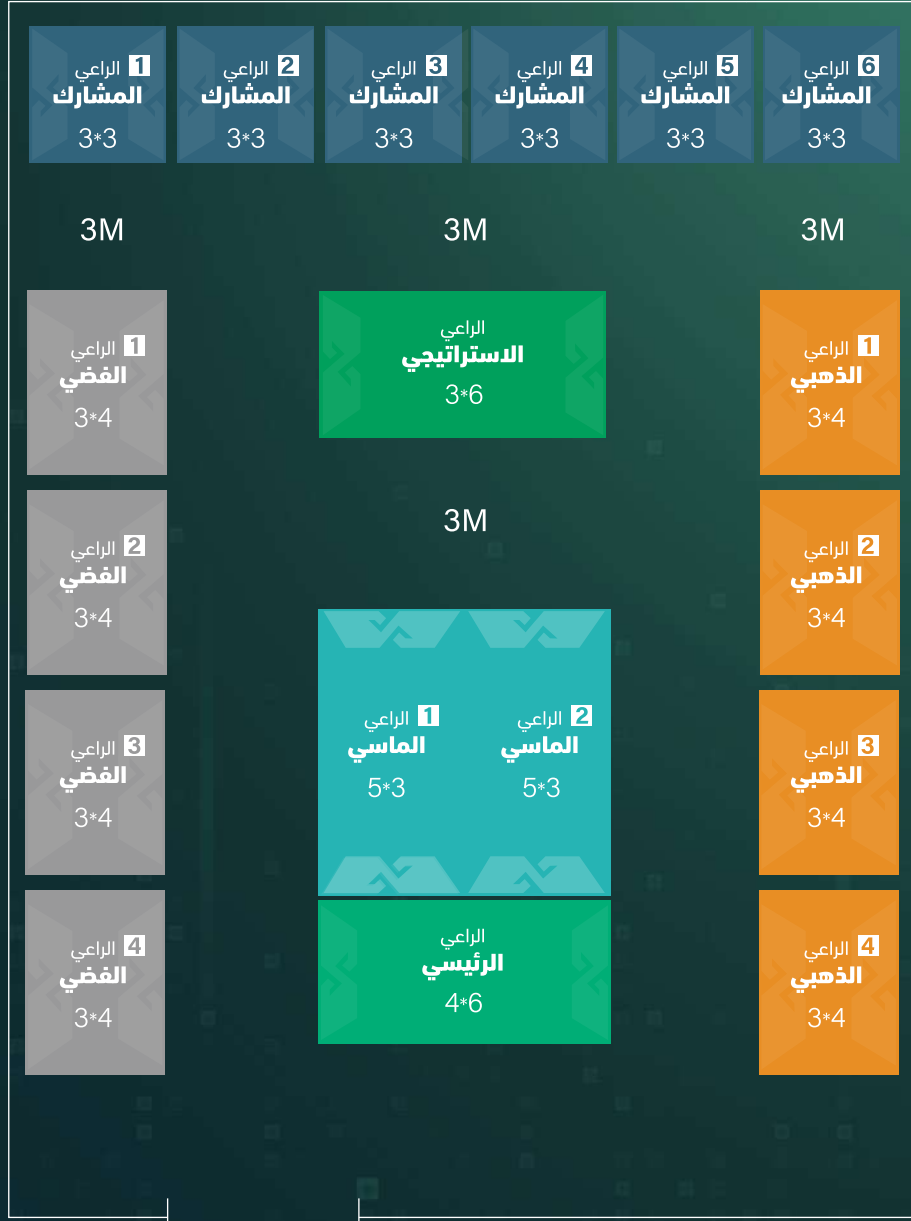 1 الراعي
المشارك
3*3
2 الراعي
المشارك
3*3
3 الراعي
المشارك
3*3
4 الراعي
المشارك
3*3
5 الراعي
المشارك
3*3
6 الراعي
المشارك
3*3
3M
3M
3M
1 الراعي
الفضي
3*4
الراعي
الاستراتيجي
3*6
1 الراعي
الذهبي
3*4
2 الراعي
الفضي
3*4
3M
2 الراعي
الذهبي
3*4
3 الراعي
الفضي
3*4
1 الراعي
الماسي
5*3
2 الراعي
الماسي
5*3
3 الراعي
الذهبي
3*4
4 الراعي
الفضي
3*4
الراعي
الرئيسي
4*6
4 الراعي
الذهبي
3*4